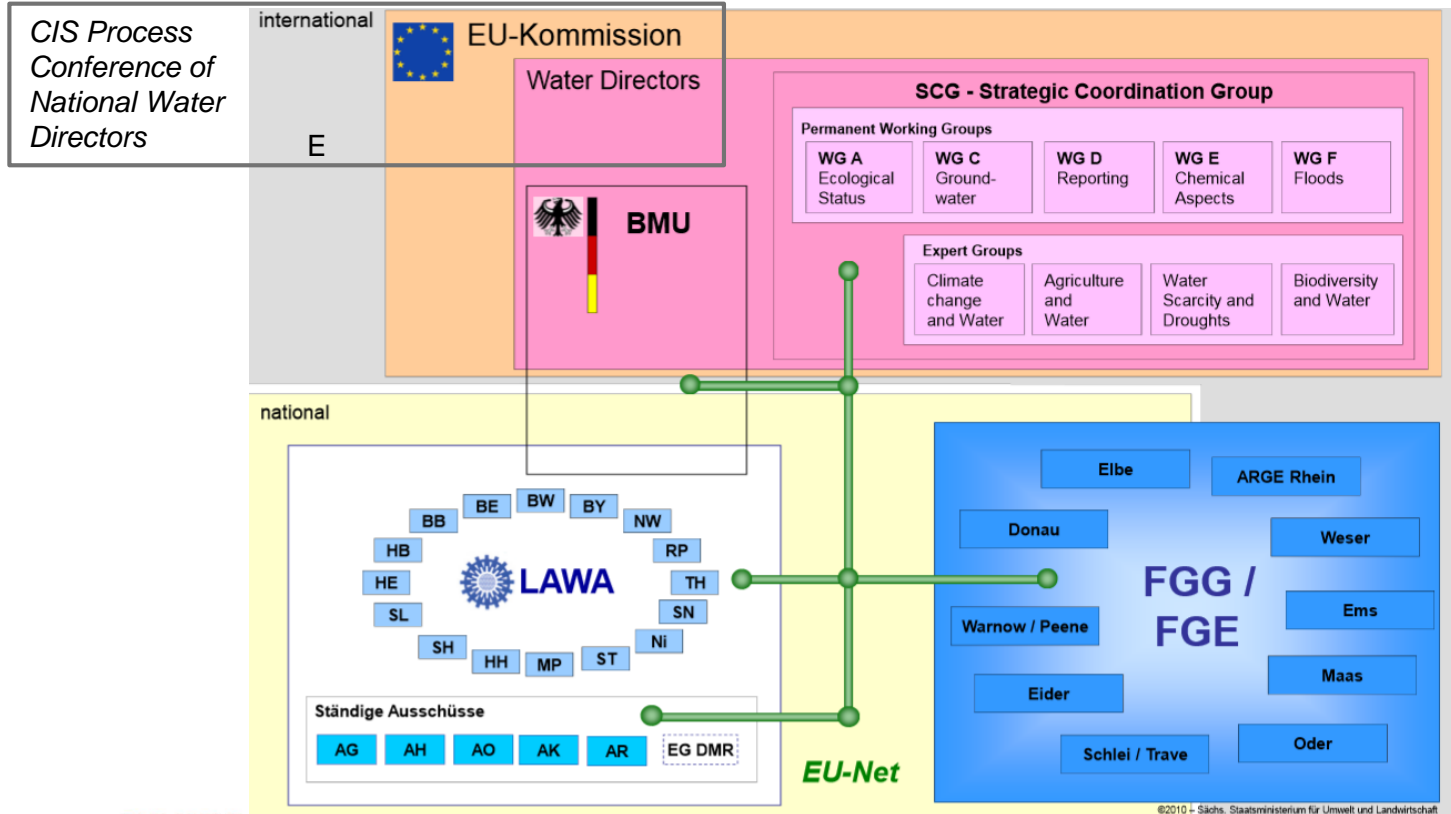 CIS Process
Conference of
National Water
Directors
international
E
EU-Kommission
Water Directors
SCG - Strategic Coordination Group
Permanent Working Groups
WG A
Ecological
Status
WG C
Ground-
water
WG D
Reporting
WG E
Chemical
Aspects
WG F
Floods
BMU
Expert Groups
Climate
change
and Water
Agriculture
and
Water
Water
Scarcity and
Droughts
Biodiversity
and Water
national
BB
BE
BW
BY
NW
HB
RP
HE
LAWA
TH
SL
SN
SH
HH
MP
ST
Ni
Ständige Ausschüsse
AG
AH
AO
AK
AR
EG DMR
EU-Net
Elbe
ARGE Rhein
Donau
Weser
FGG /
FGE
Ems
Warnow / Peene
Maas
Eider
Oder
Schlei / Trave
©2010 – Sächs. Staatsministerium für Umwelt und Landwirtschaft